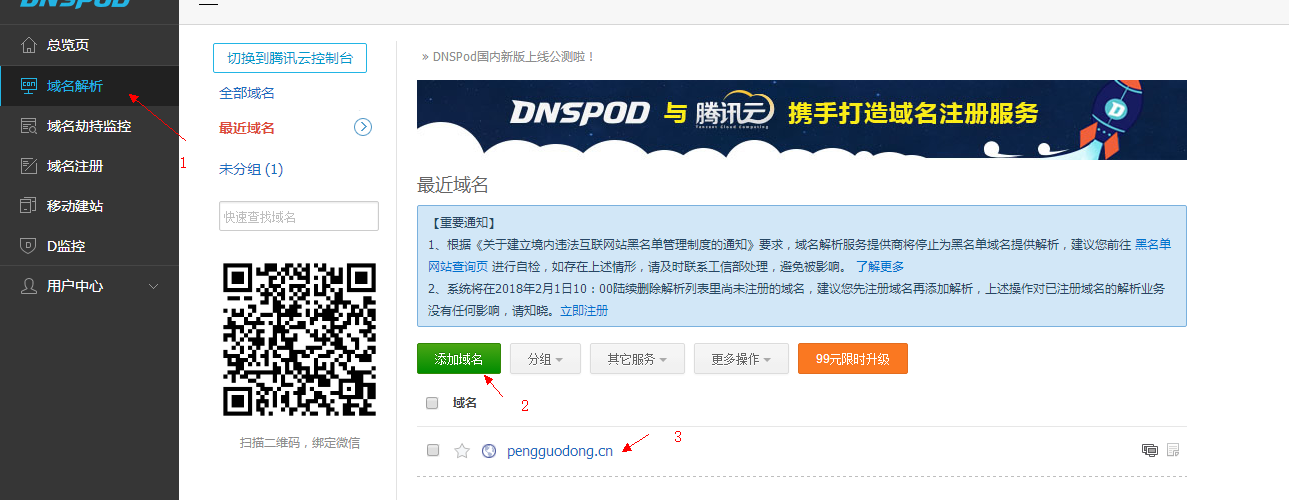 DNSPOD
总览页
域名解析
域名劫持监控
域名注册
移动建站
D监控
用户中心
1
切换到腾讯云控制台
全部域名
最近域名
未分组 (1)
快速查找域名
扫描二维码，绑定微信
» DNSPod国内新版上线公测啦！
DNSPOD 与 腾讯云 携手打造域名注册服务
Tencent Cloud Computing
最近域名
【重要通知】
1、根据《关于建立境内违法互联网站黑名单管理制度的通知》要求，域名解析服务提供商将停止为黑名单域名提供解析，建议您前往 黑名单
网站查询页 进行自检，如存在上述情形，请及时联系工信部处理，避免被影响。 了解更多
2、系统将在2018年2月1日10：00陆续删除解析列表里尚未注册的域名，建议您先注册域名再添加解析，上述操作对已注册域名的解析业务
没有任何影响，请知晓。立即注册
添加域名 分组 其它服务 更多操作 99元限时升级
2
域名
3
pengguodong.cn